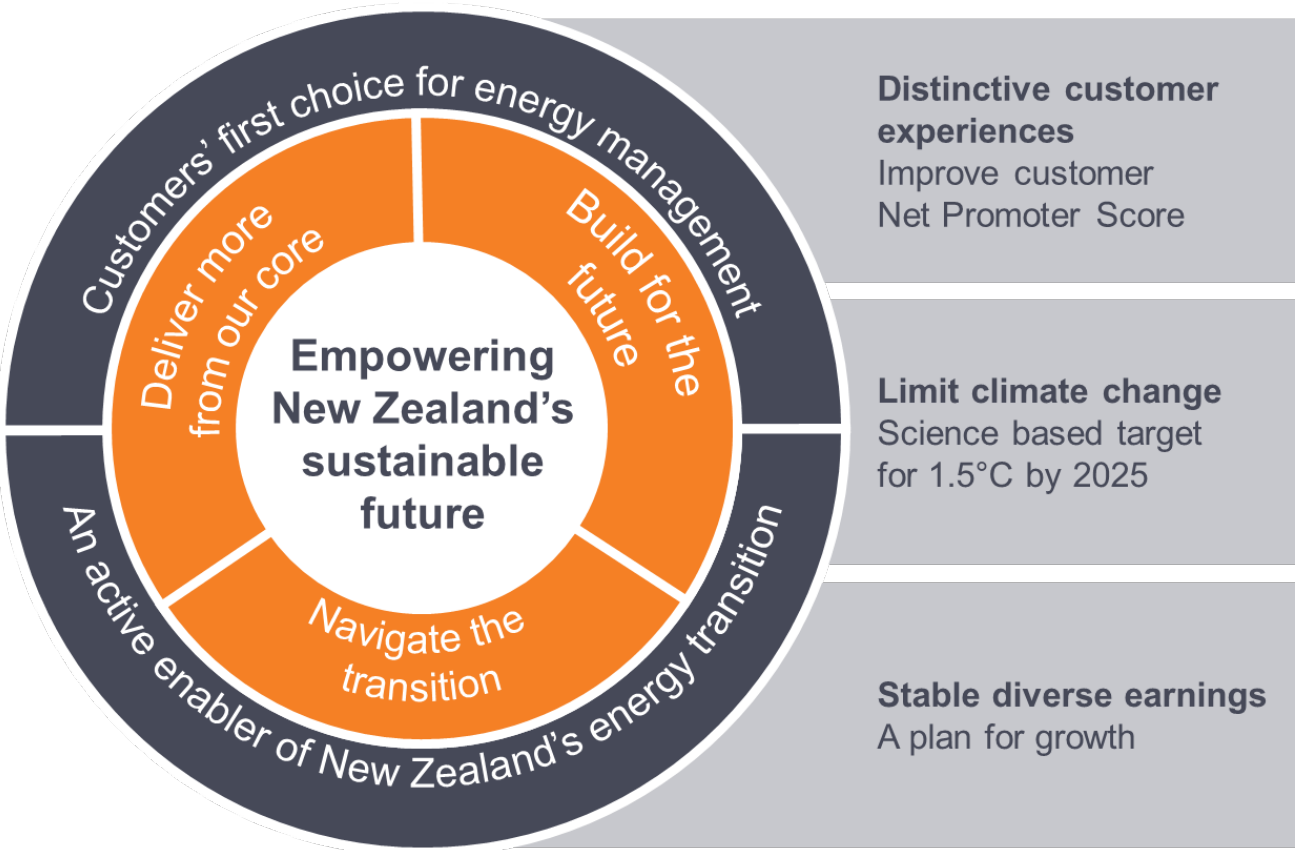 Customers' first choice for energy management
Deliver more
from our core
Build for the
future
Empowering
New Zealand's
sustainable
future
Navigate the
transition
An active enabler of New Zealand's energy transition
Distinctive customer
experiences
Improve customer
Net Promoter Score
Limit climate change
Science based target
for 1.5°C by 2025
Stable diverse earnings
A plan for growth